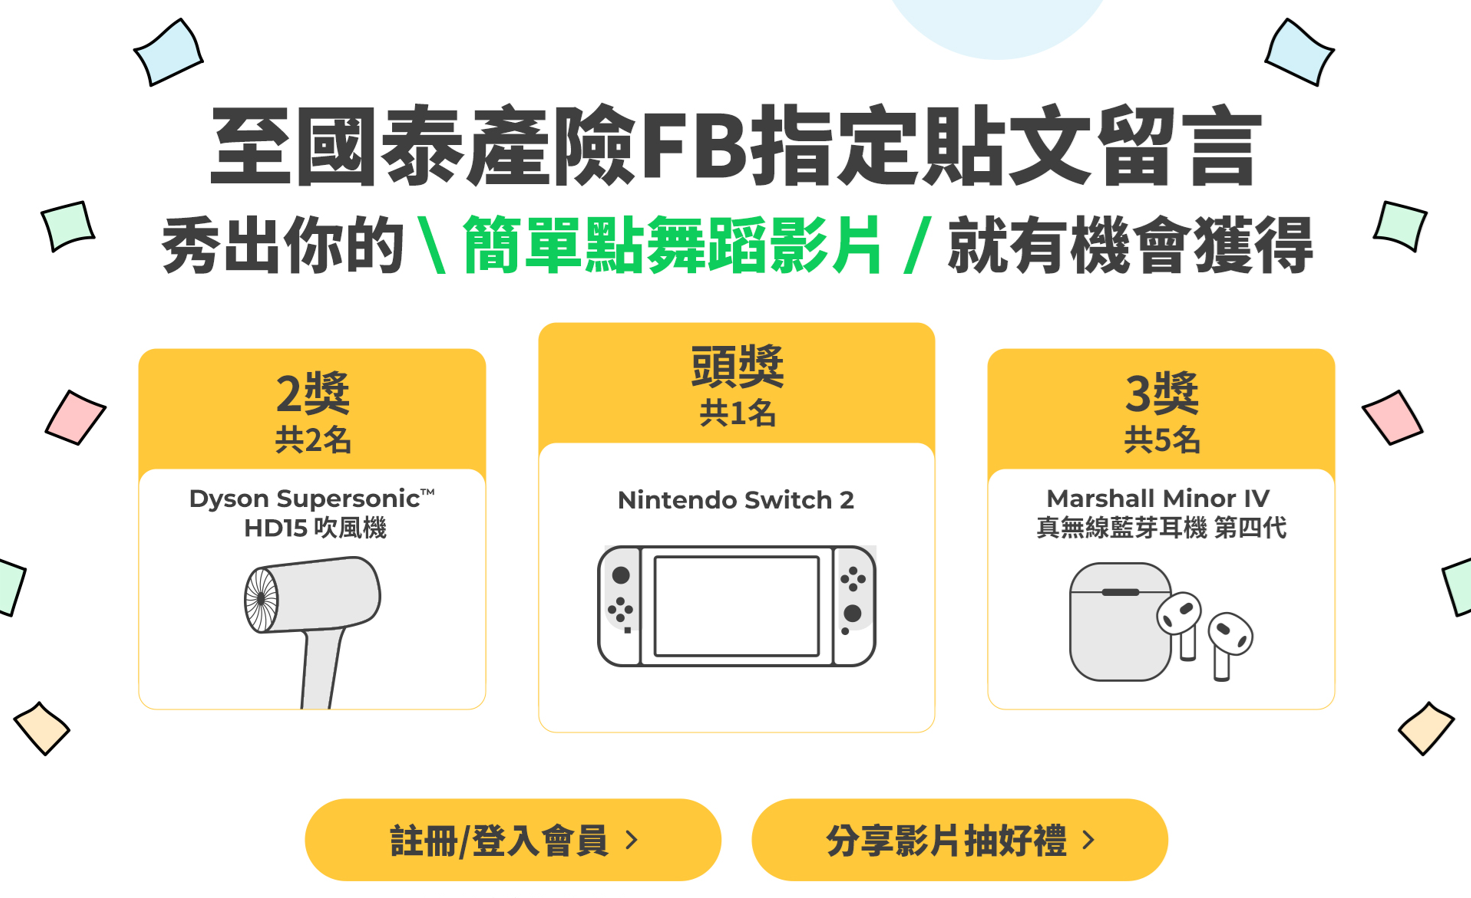 至國泰產險FB指定貼文留言
秀出你的 \ 簡單點舞蹈影片 / 就有機會獲得
2獎
共2名
Dyson Supersonic™
HD15 吹風機
頭獎
共1名
Nintendo Switch 2
3獎
共5名
Marshall Minor IV
真無線藍芽耳機 第四代
註冊/登入會員 >
分享影片抽好禮 >